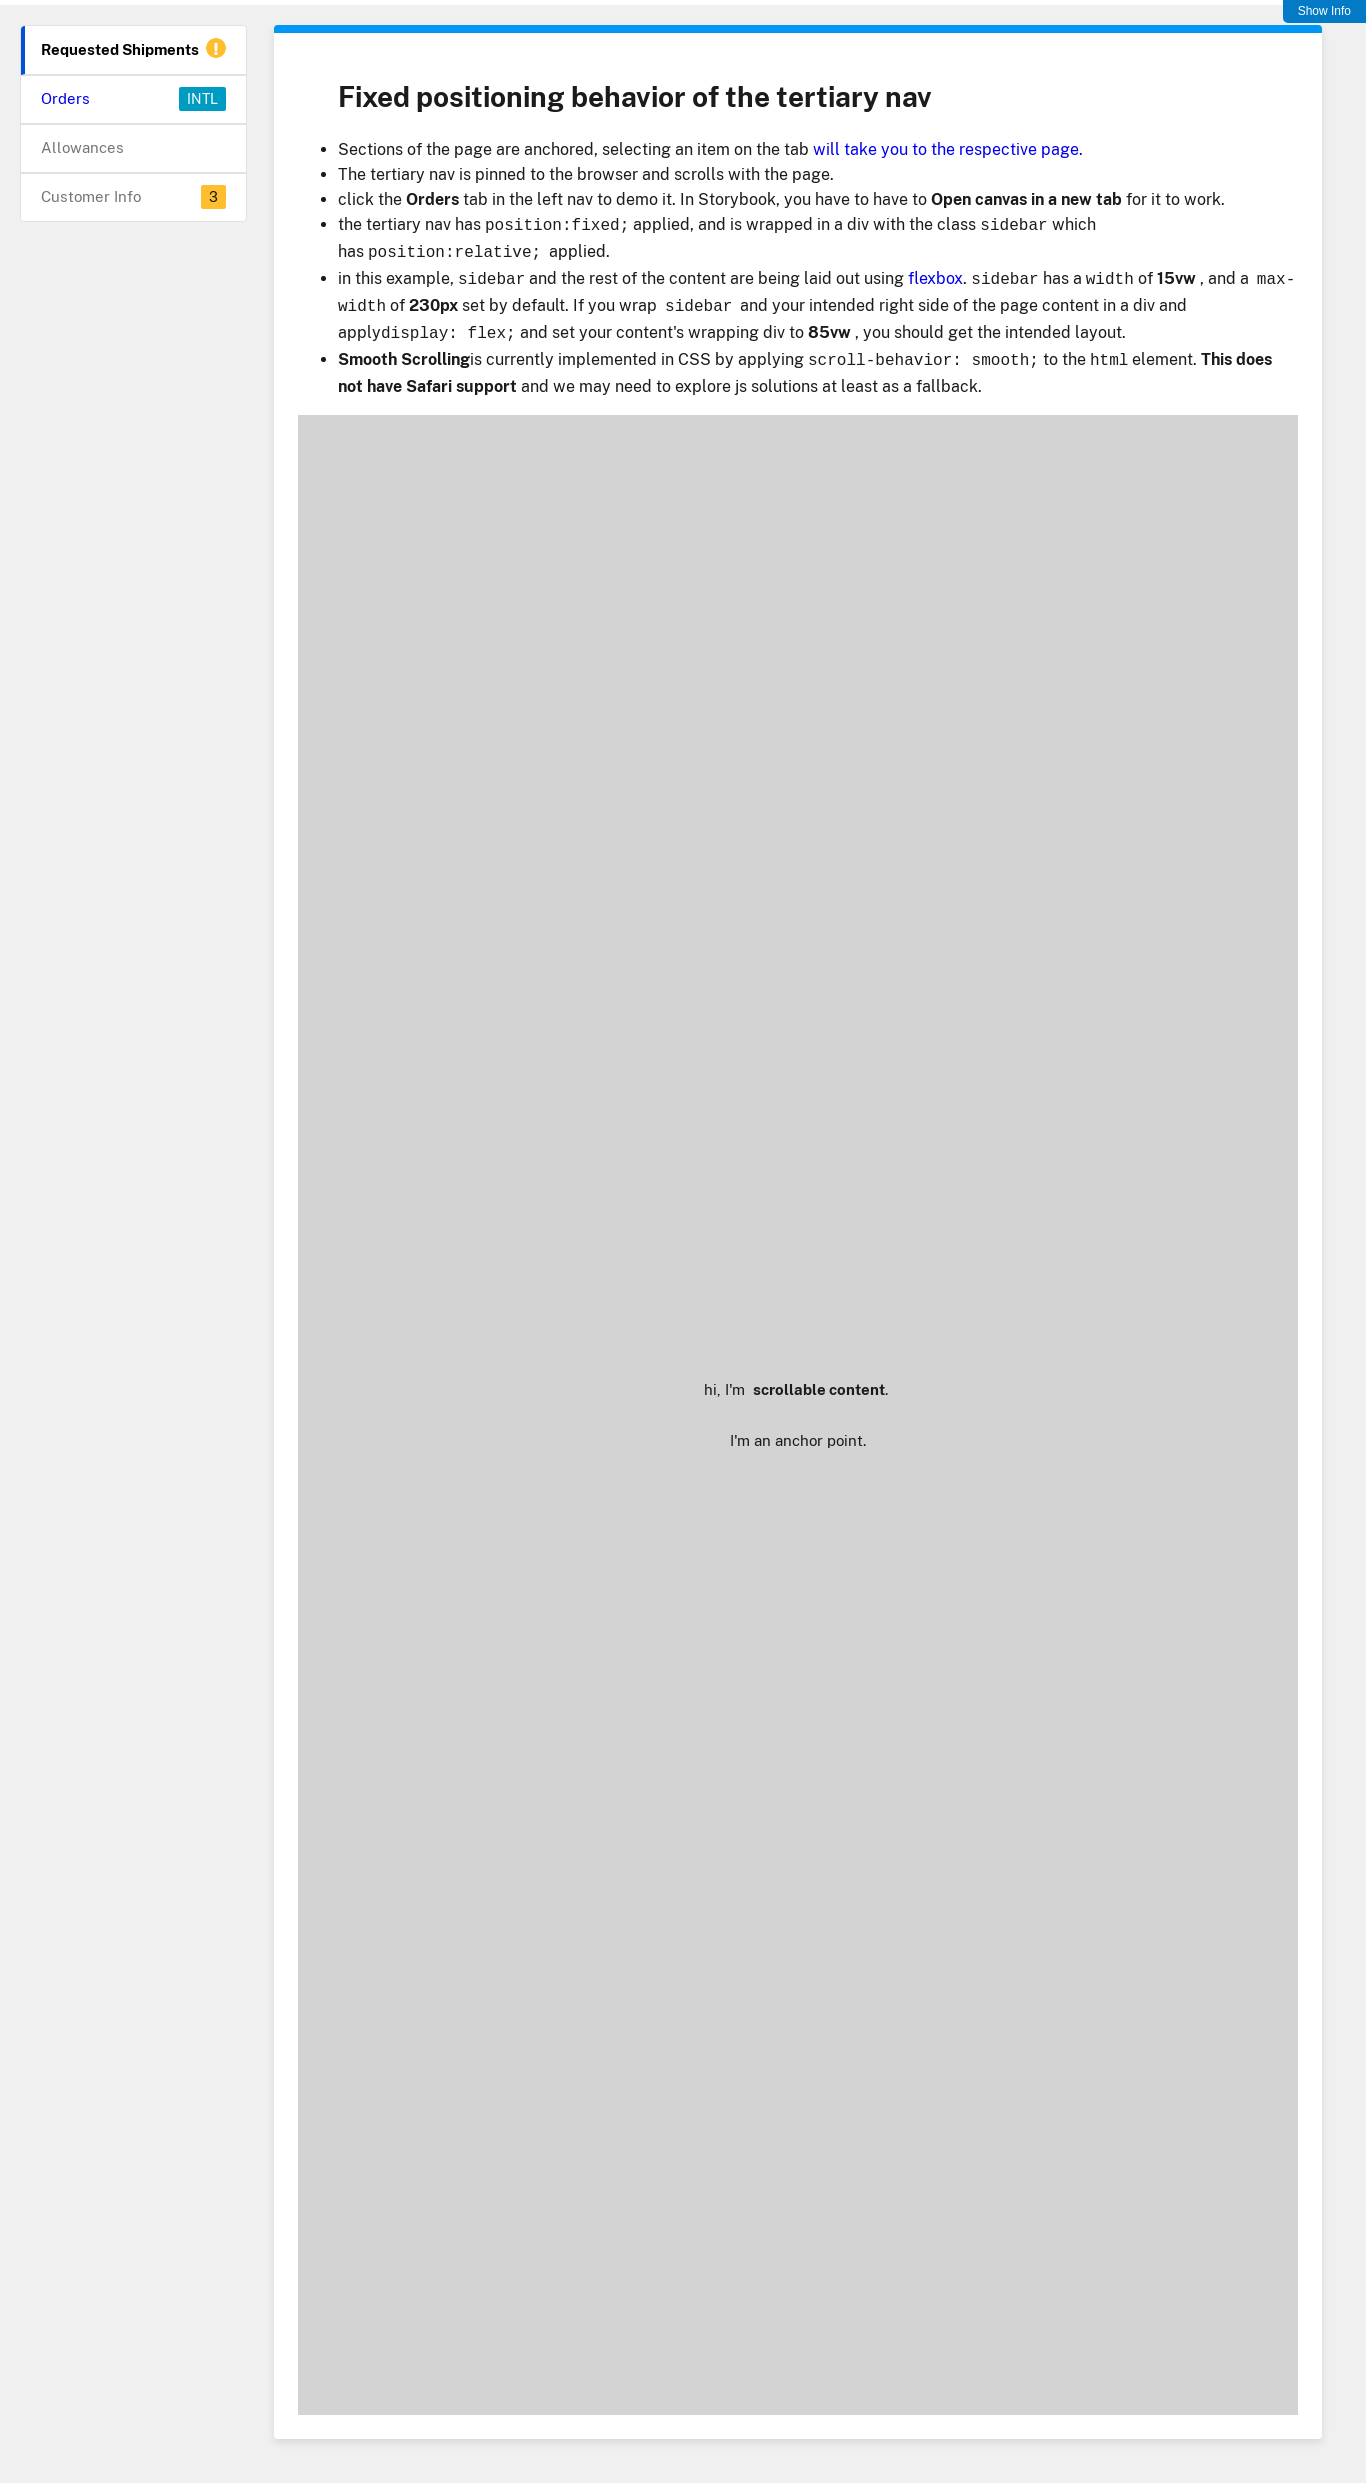 Show Info
Requested Shipments
Orders INTL
Allowances
Customer Info 3
Fixed positioning behavior of the tertiary nav
Sections of the page are anchored, selecting an item on the tab will take you to the respective page.
The tertiary nav is pinned to the browser and scrolls with the page.
click the Orders tab in the left nav to demo it. In Storybook, you have to have to Open canvas in a new tab for it to work.
the tertiary nav has position:fixed; applied, and is wrapped in a div with the class sidebar which
has position:relative; applied.
in this example, sidebar and the rest of the content are being laid out using flexbox. sidebar has a width of 15vw , and a max-
width of 230px set by default. If you wrap sidebar and your intended right side of the page content in a div and
applydisplay: flex; and set your content's wrapping div to 85vw , you should get the intended layout.
Smooth Scrollingis currently implemented in CSS by applying scroll-behavior: smooth; to the html element. This does
not have Safari support and we may need to explore js solutions at least as a fallback.
hi, I'm scrollable content.
I'm an anchor point.